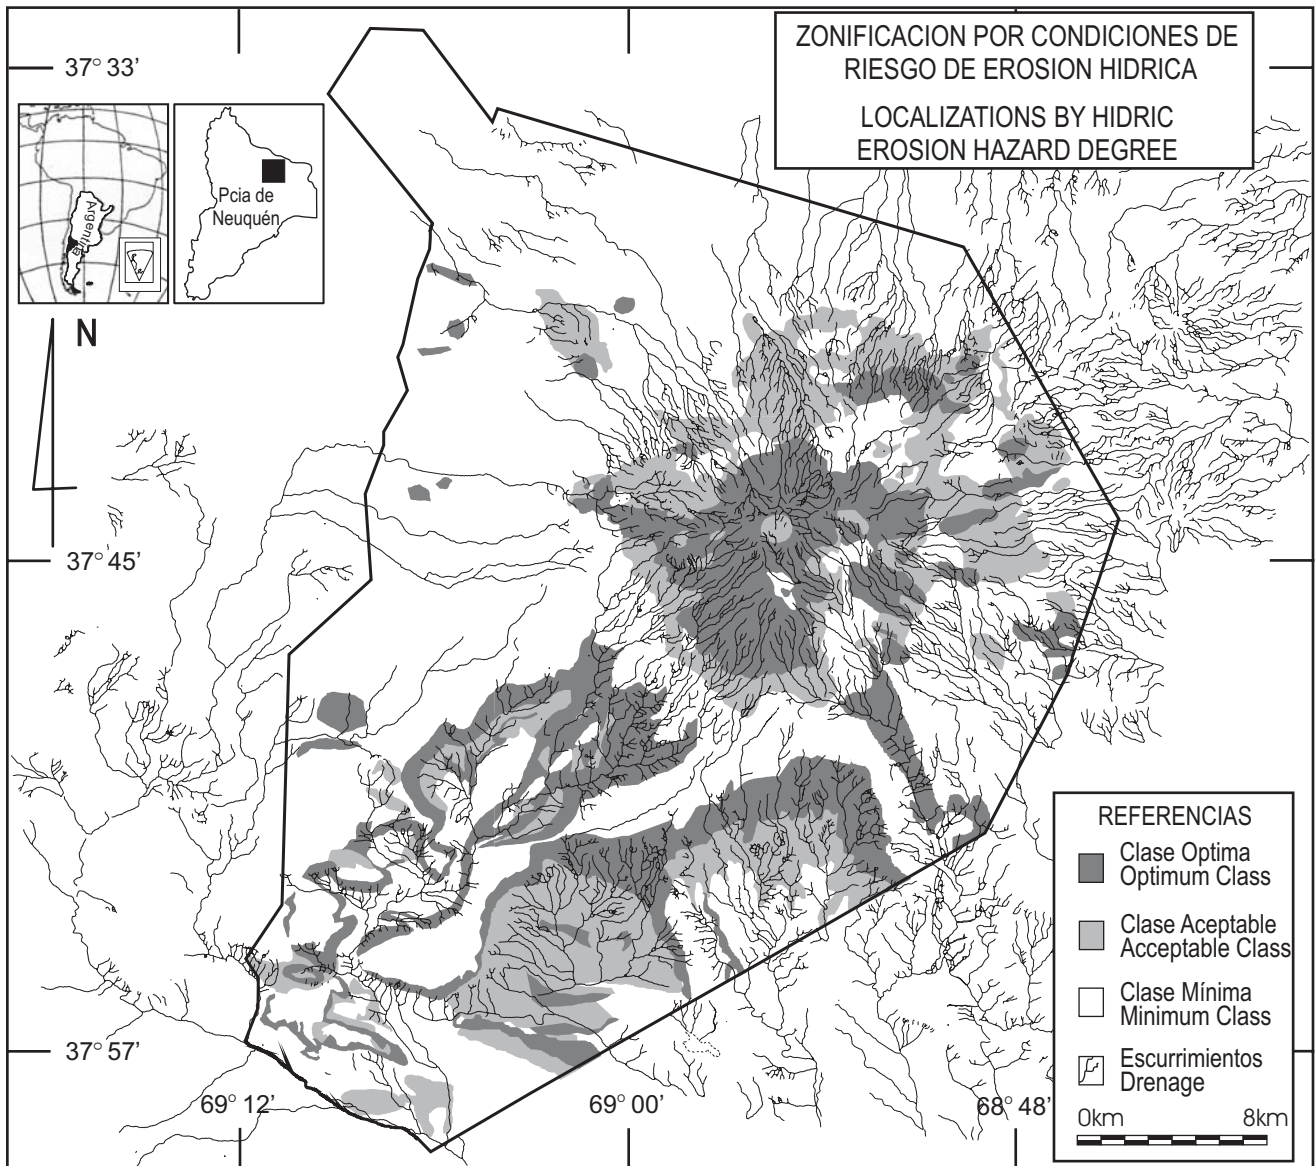 ZONIFICACION POR CONDICIONES DE
RIESGO DE EROSION HIDRICA
LOCALIZATIONS BY HIDRIC
EROSION HAZARD DEGREE
37° 33'
Argentina
Pcia de
Neuquén
N
37° 45'
37° 57'
69° 12'
69° 00'
68° 48'
REFERENCIAS
Clase Optima
Optimum Class
Clase Aceptable
Acceptable Class
Clase Mínima
Minimum Class
Escurrimientos
Drenage
0km 8km